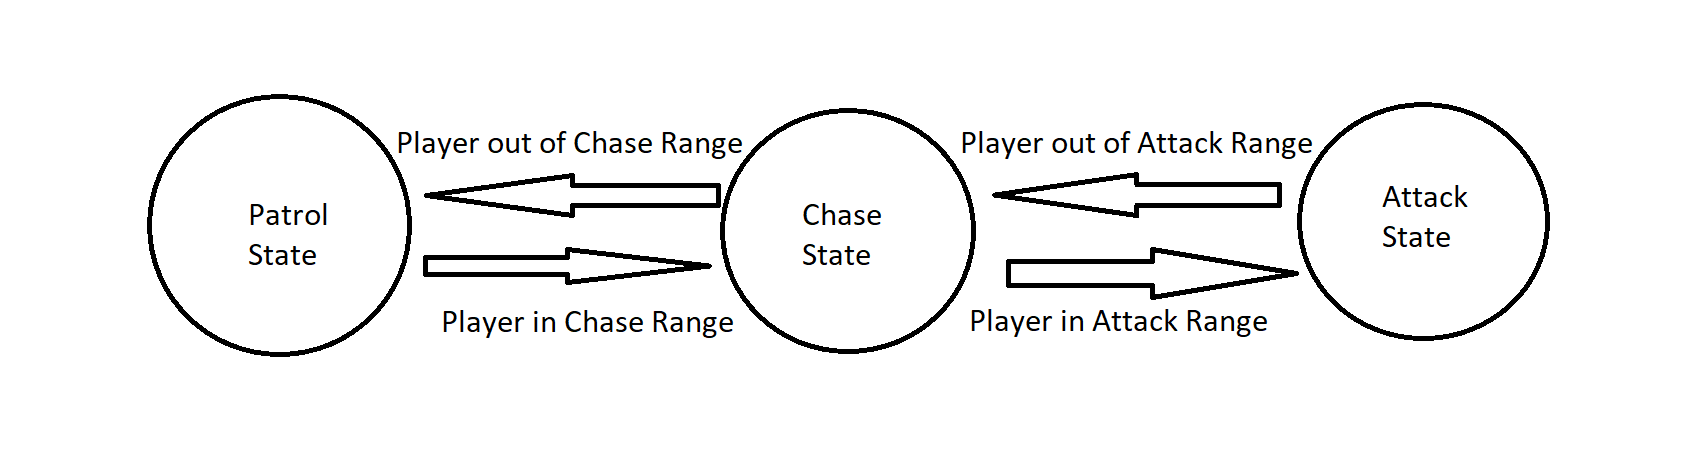 Player out of Chase Range
Player out of Attack Range
Patrol
State
Chase
State
Attack
State
Player in Chase Range
Player in Attack Range